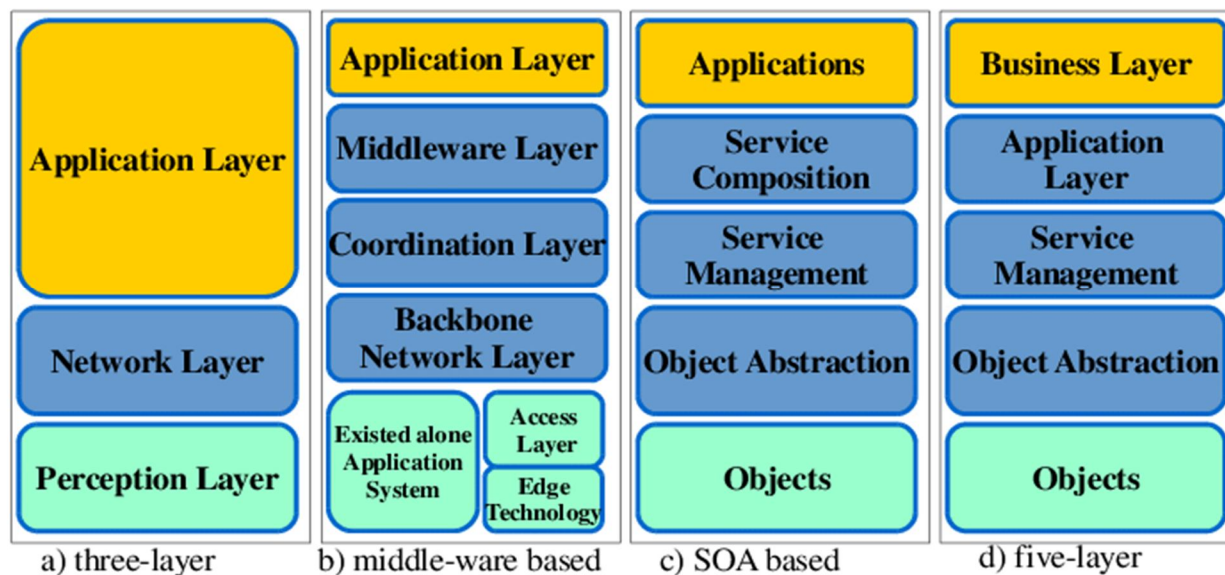 Application Layer
Network Layer
Perception Layer
a) three-layer
Application Layer
Middleware Layer
Coordination Layer
Backbone
Network Layer
Existed alone
Application
System
Access
Layer
Edge
Technology
b) middle-ware based
Applications
Service
Composition
Service
Management
Object Abstraction
Objects
c) SOA based
Business Layer
Application
Layer
Service
Management
Object Abstraction
Objects
d) five-layer